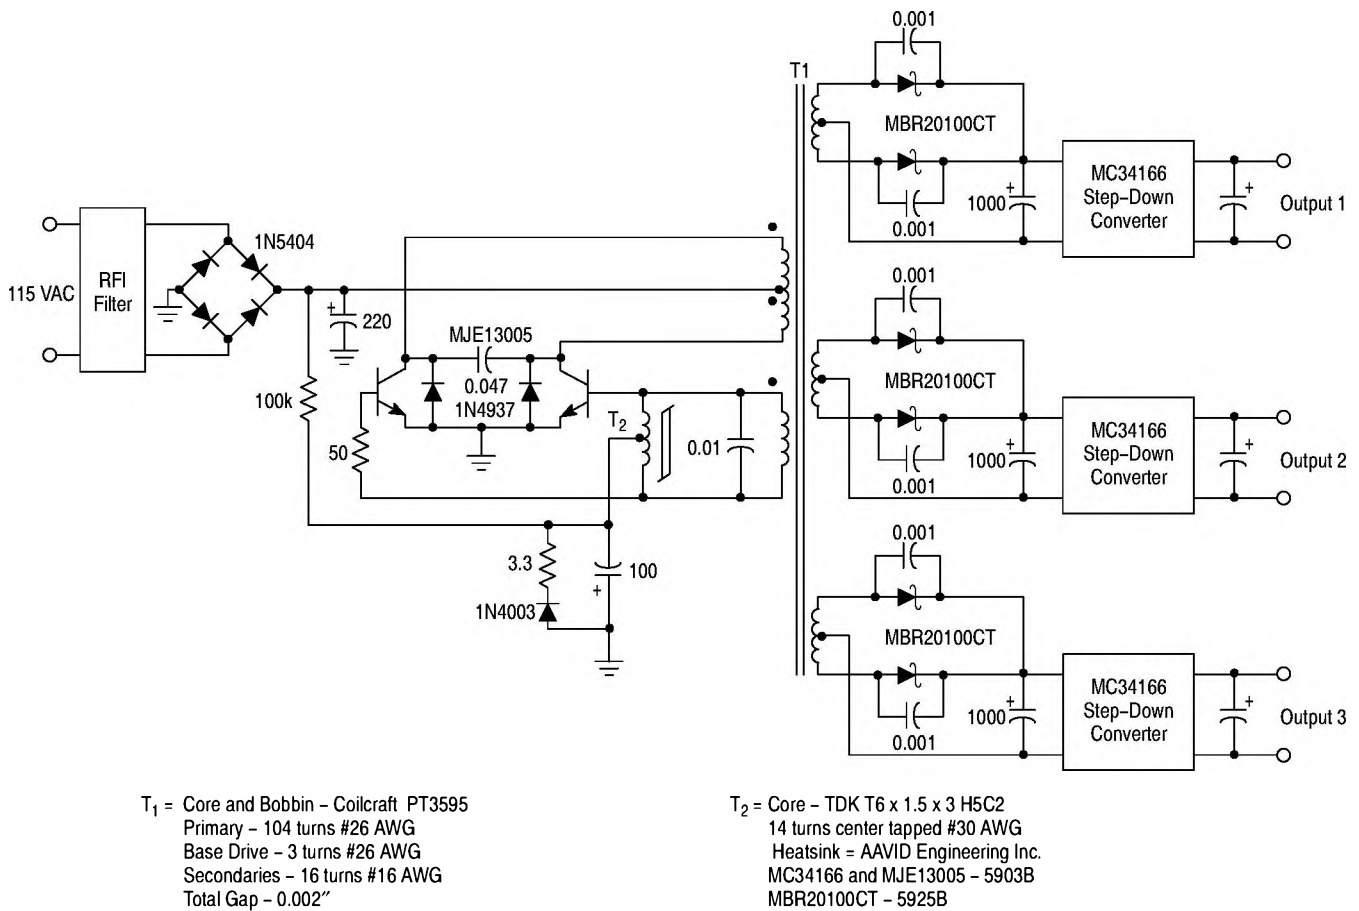 0.001
T1
MBR20100CT
MC34166
Step–Down
Converter
+
1000
+
Output 1
0.001
115 VAC
RFI
Filter
1N5404
+
220
100k
50
MJE13005
0.047
1N4937
T2
0.01
3.3
1N4003
+
100
0.001
MBR20100CT
MC34166
Step–Down
Converter
+
1000
+
Output 2
0.001
0.001
MBR20100CT
MC34166
Step–Down
Converter
+
1000
+
Output 3
0.001
T1 = Core and Bobbin – Coilcraft PT3595
Primary – 104 turns #26 AWG
Base Drive – 3 turns #26 AWG
Secondaries – 16 turns #16 AWG
Total Gap – 0.002″
T2 = Core – TDK T6 x 1.5 x 3 H5C2
14 turns center tapped #30 AWG
Heatsink = AAVID Engineering Inc.
MC34166 and MJE13005 – 5903B
MBR20100CT – 5925B